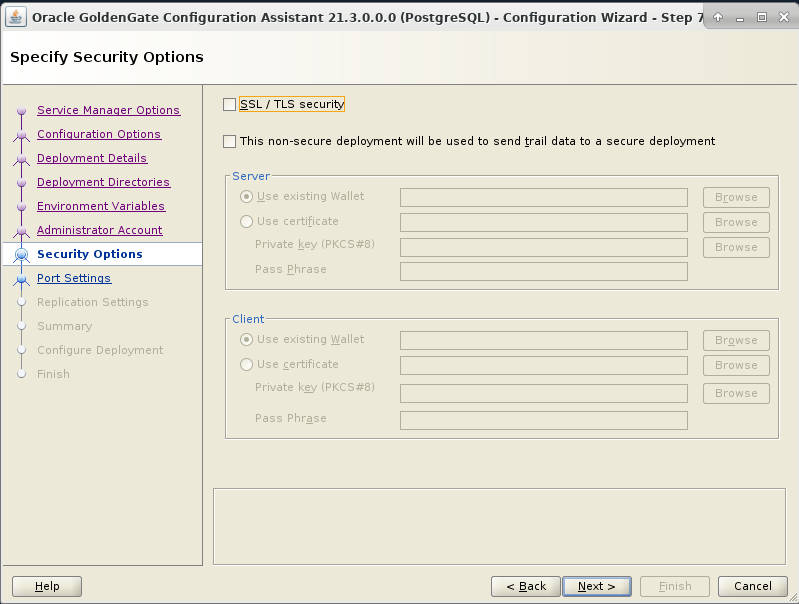 Oracle GoldenGate Configuration Assistant 21.3.0.0.0 (PostgreSQL) - Configuration Wizard - Step 7
Specify Security Options
Service Manager Options
Configuration Options
Deployment Details
Deployment Directories
Environment Variables
Administrator Account
Security Options
Port Settings
Replication Settings
Summary
Configure Deployment
Finish
SSL / TLS security
This non-secure deployment will be used to send trail data to a secure deployment
Server
Use existing Wallet Browse
Use certificate Browse
Private key (PKCS#8) Browse
Pass Phrase
Client
Use existing Wallet Browse
Use certificate Browse
Private key (PKCS#8) Browse
Pass Phrase
Help < Back Next > Finish Cancel